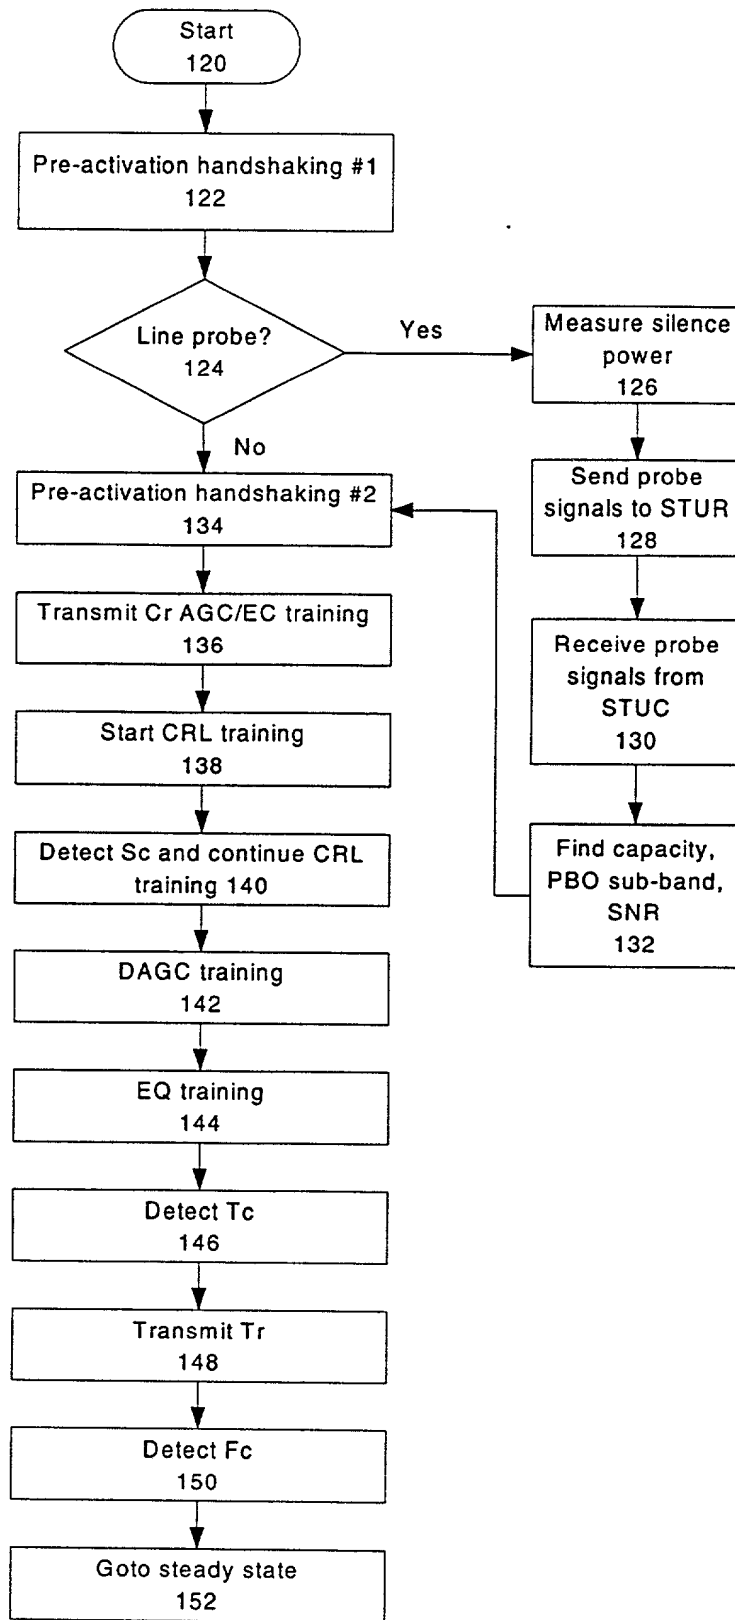 Start
120
Pre-activation handshaking #1
122
Line probe?
124
Yes
No
Measure silence
power
126
Send probe
signals to STUR
128
Receive probe
signals from
STUC
130
Find capacity,
PBO sub-band,
SNR
132
Pre-activation handshaking #2
134
Transmit Cr AGC/EC training
136
Start CRL training
138
Detect Sc and continue CRL
training 140
DAGC training
142
EQ training
144
Detect Tc
146
Transmit Tr
148
Detect Fc
150
Goto steady state
152